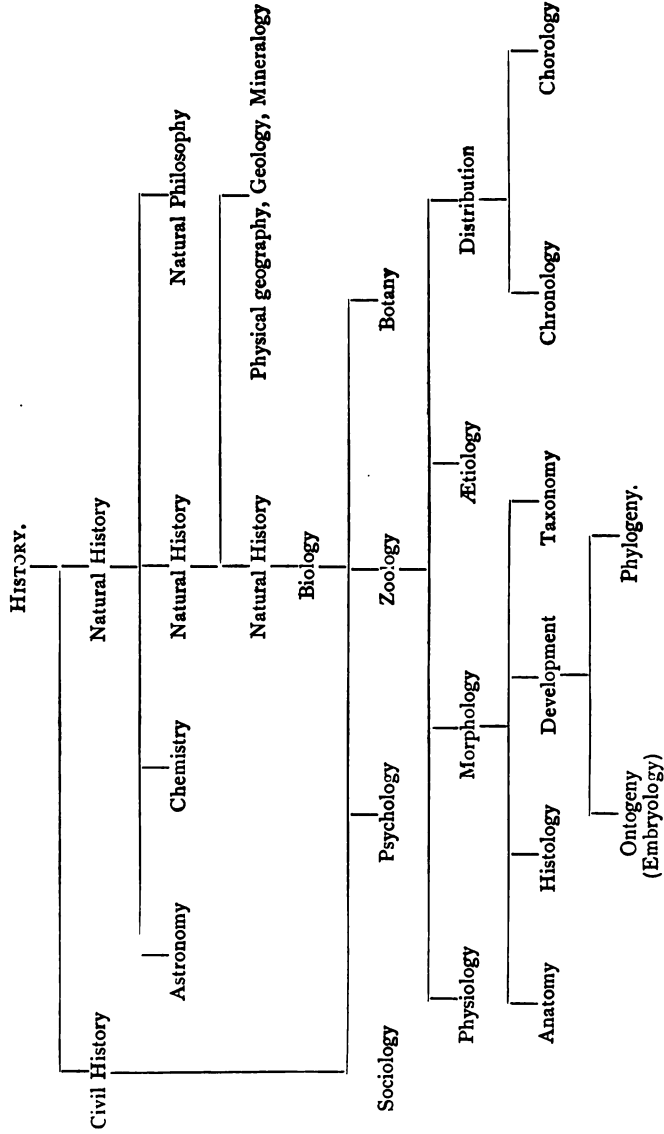 HISTORY.
Civil History
Natural History
Astronomy
Chemistry
Natural History
Natural Philosophy
Natural History
Physical geography, Geology, Mineralogy
Biology
Sociology
Psychology
Zoology
Botany
Physiology
Morphology
Ætiology
Distribution
Anatomy
Histology
Development
Taxonomy
Chronology
Chorology
Ontogeny
(Embryology)
Phylogeny.